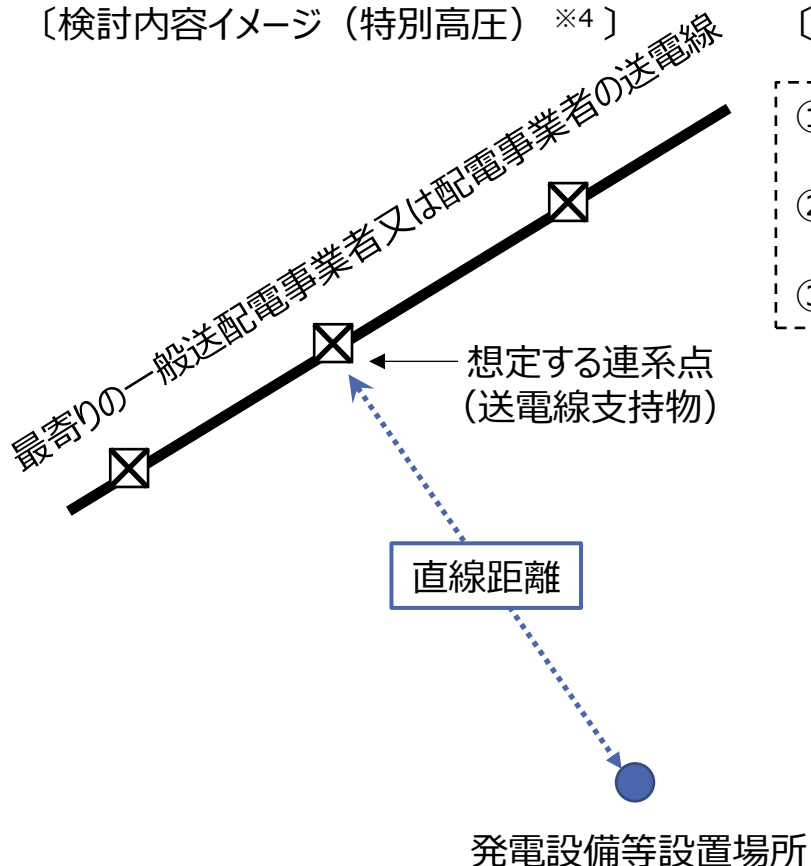 〔検討内容イメージ（特別高圧） ※4 〕
〔
①
②
③
最寄りの一般送配電事業者又は配電事業者の送電線
想定する連系点
（送電線支持物）
直線距離
発電設備等設置場所